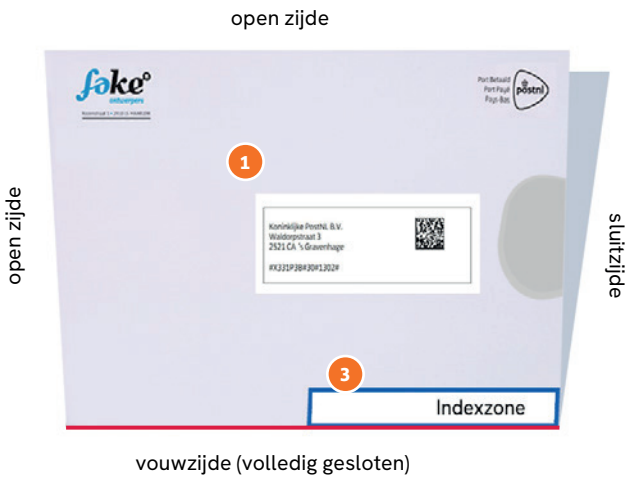 open zijde
fake
ontwerpers
Port Betaald
Port Payé
Pays-Bas
postnl
1
open zijde
Koninklijke PostNL B.V.
Waldorpstraat 3
2521 CA 's Gravenhage
#X331P3B#30#1302#
sluitzijde
3
Indexzone
vouwzijde (volledig gesloten)